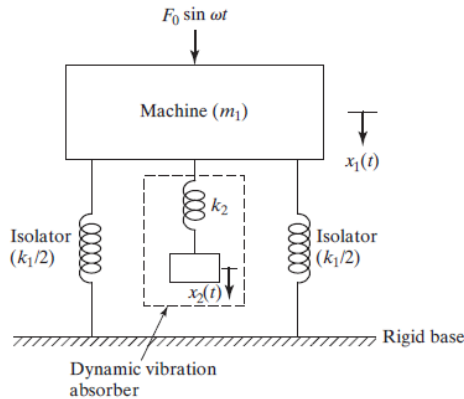 F₀ sin ωt
Machine (m₁)
x₁(t)
k₂
Isolator
(k₁/2)
Isolator
(k₁/2)
x₂(t)
Rigid base
Dynamic vibration
absorber